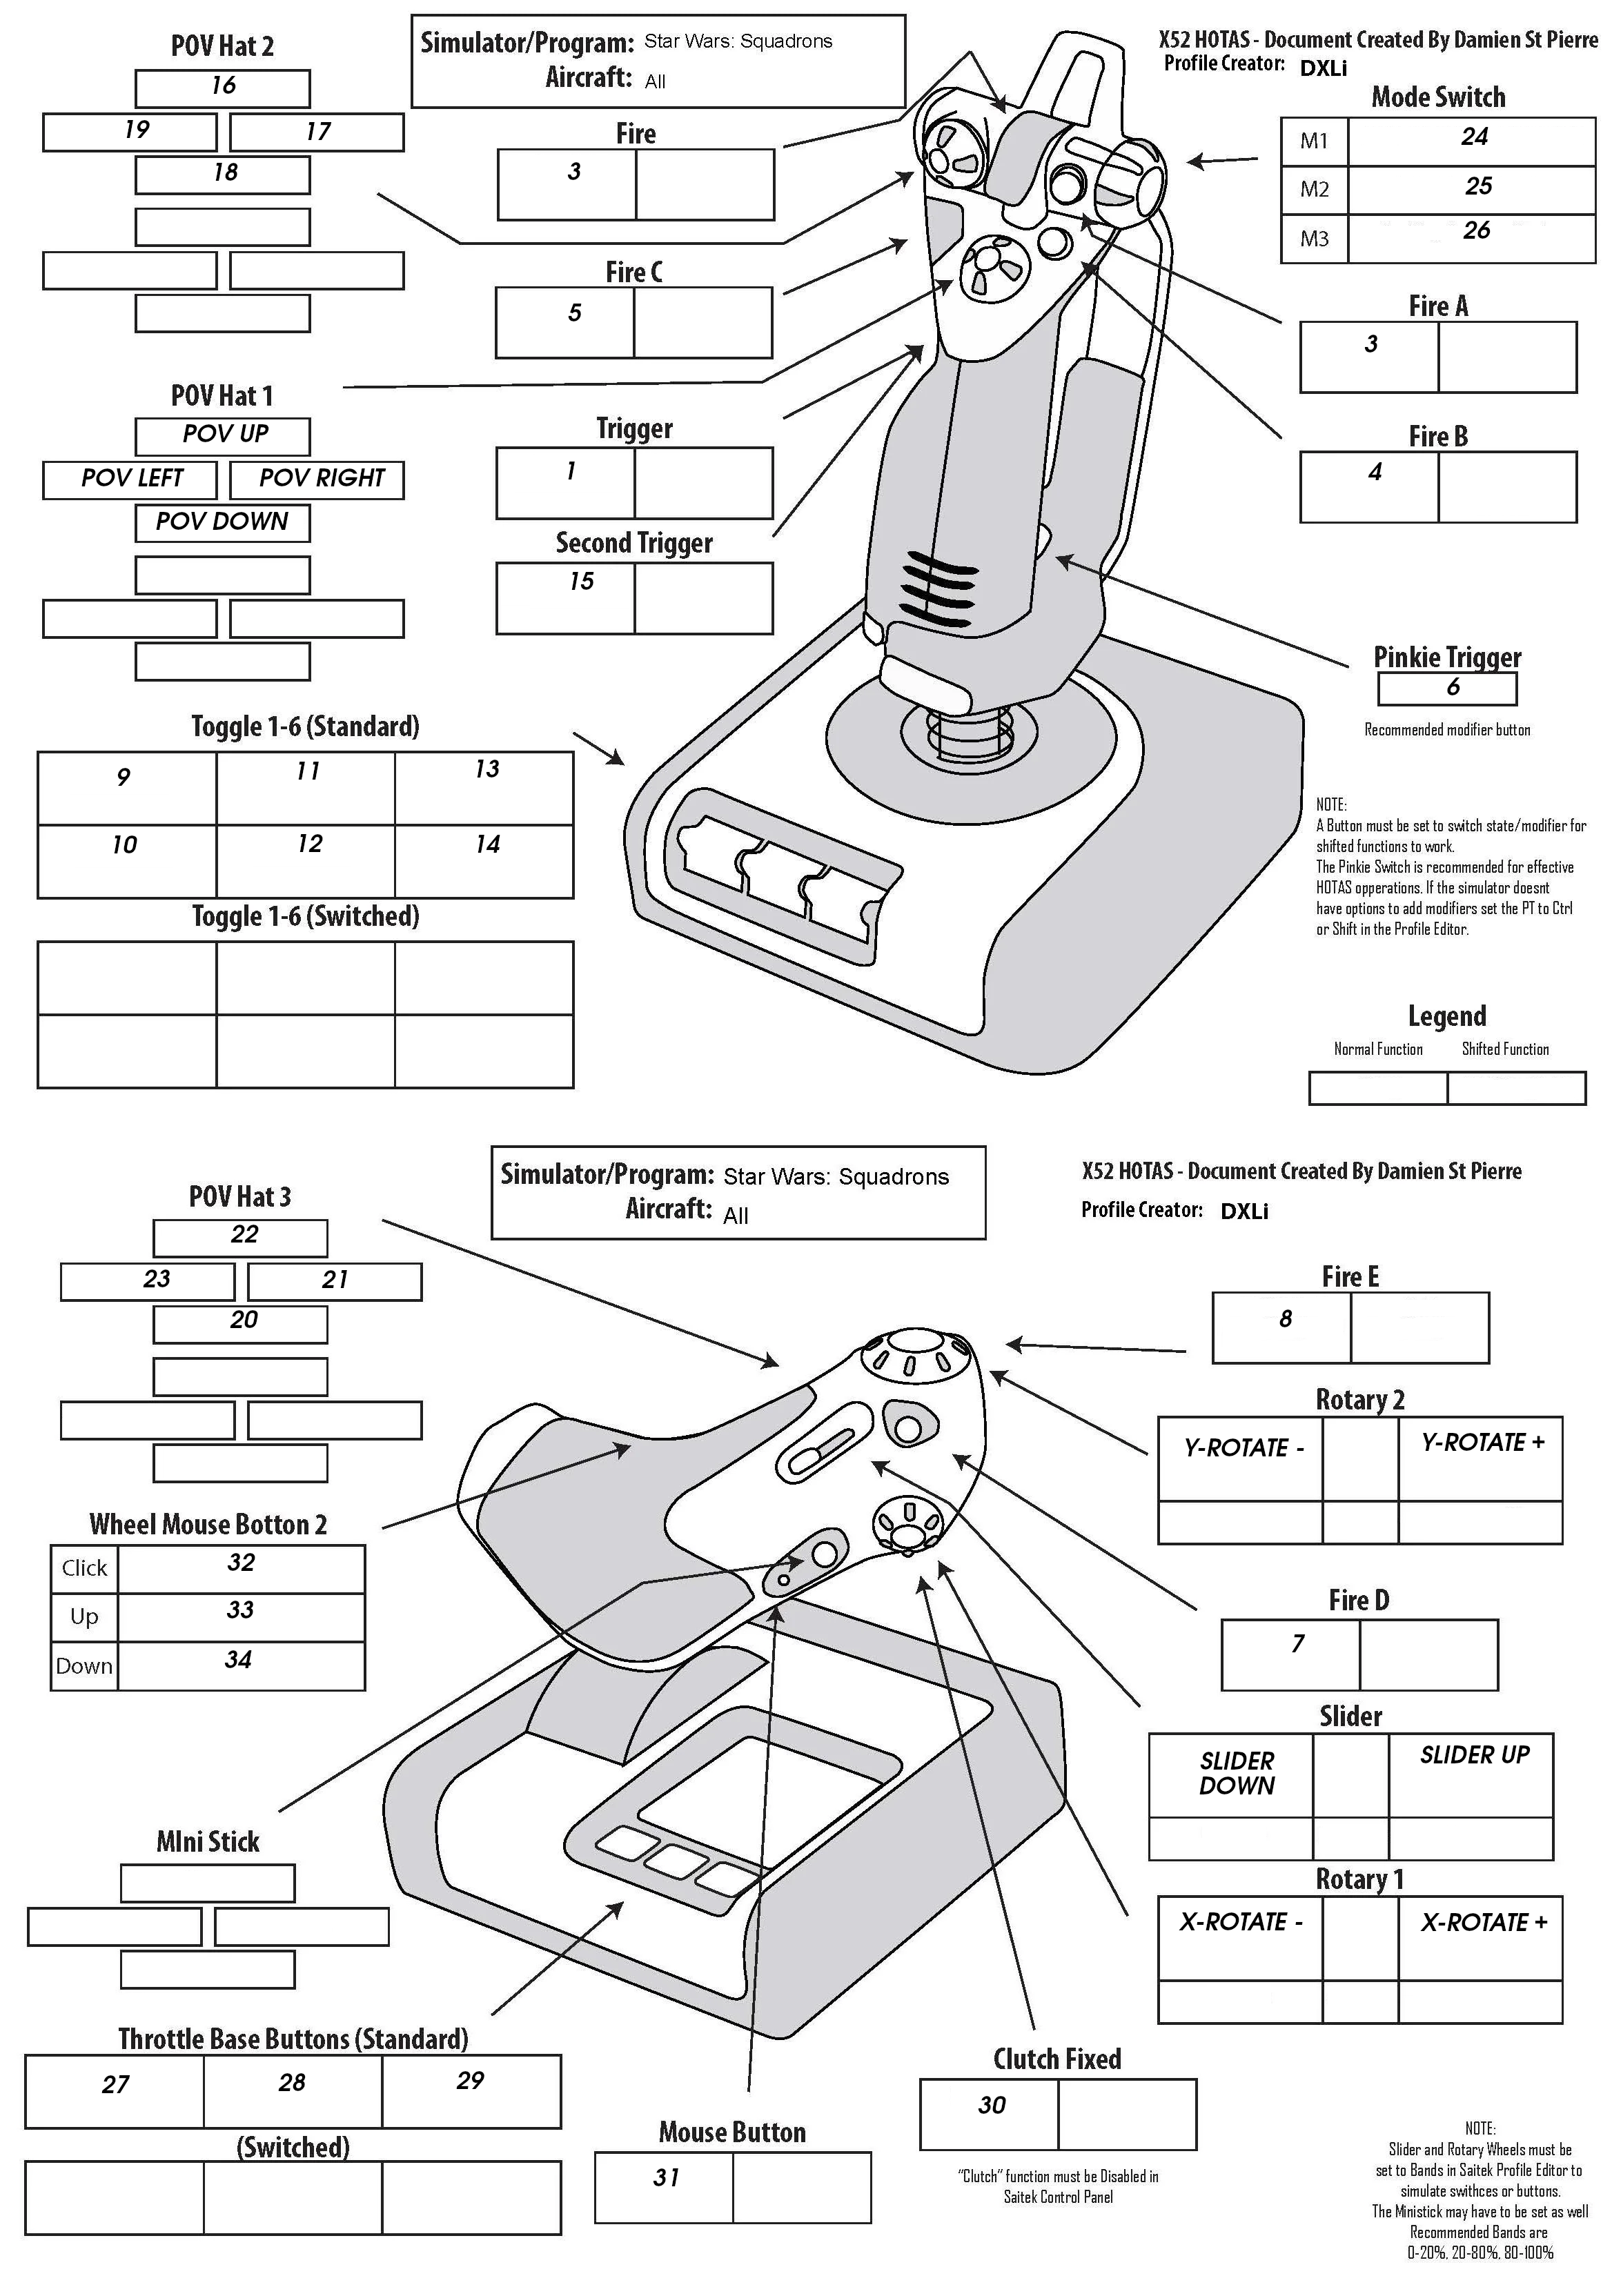 POV Hat 2
16
19 17
18
Simulator/Program: Star Wars: Squadrons
Aircraft: All
X52 HOTAS - Document Created By Damien St Pierre
Profile Creator: DXLi
Mode Switch
M1 24
M2 25
M3 26
Fire
3
Fire C
5
Fire A
3
Fire B
4
POV Hat 1
POV UP
POV LEFT POV RIGHT
POV DOWN
Trigger
1
Second Trigger
15
Pinkie Trigger
6
Recommended modifier button
Toggle 1-6 (Standard)
9 11 13
10 12 14
Toggle 1-6 (Switched)
NOTE:
A Button must be set to switch state/modifier for
shifted functions to work.
The Pinkie Switch is recommended for effective
HOTAS opperations. If the simulator doesnt
have options to add modifiers set the PT to Ctrl
or Shift in the Profile Editor.
Legend
Normal Function Shifted Function
Simulator/Program: Star Wars: Squadrons
Aircraft: All
X52 HOTAS - Document Created By Damien St Pierre
Profile Creator: DXLi
POV Hat 3
22
23 21
20
Fire E
8
Rotary 2
Y-ROTATE - Y-ROTATE +
Wheel Mouse Botton 2
Click 32
Up 33
Down 34
Fire D
7
Slider
SLIDER
DOWN
SLIDER UP
MIni Stick
Rotary 1
X-ROTATE - X-ROTATE +
Throttle Base Buttons (Standard)
27 28 29
(Switched)
Mouse Button
31
Clutch Fixed
30
"Clutch" function must be Disabled in
Saitek Control Panel
NOTE:
Slider and Rotary Wheels must be
set to Bands in Saitek Profile Editor to
simulate swithces or buttons.
The Ministick may have to be set as well
Recommended Bands are
0-20%, 20-80%, 80-100%